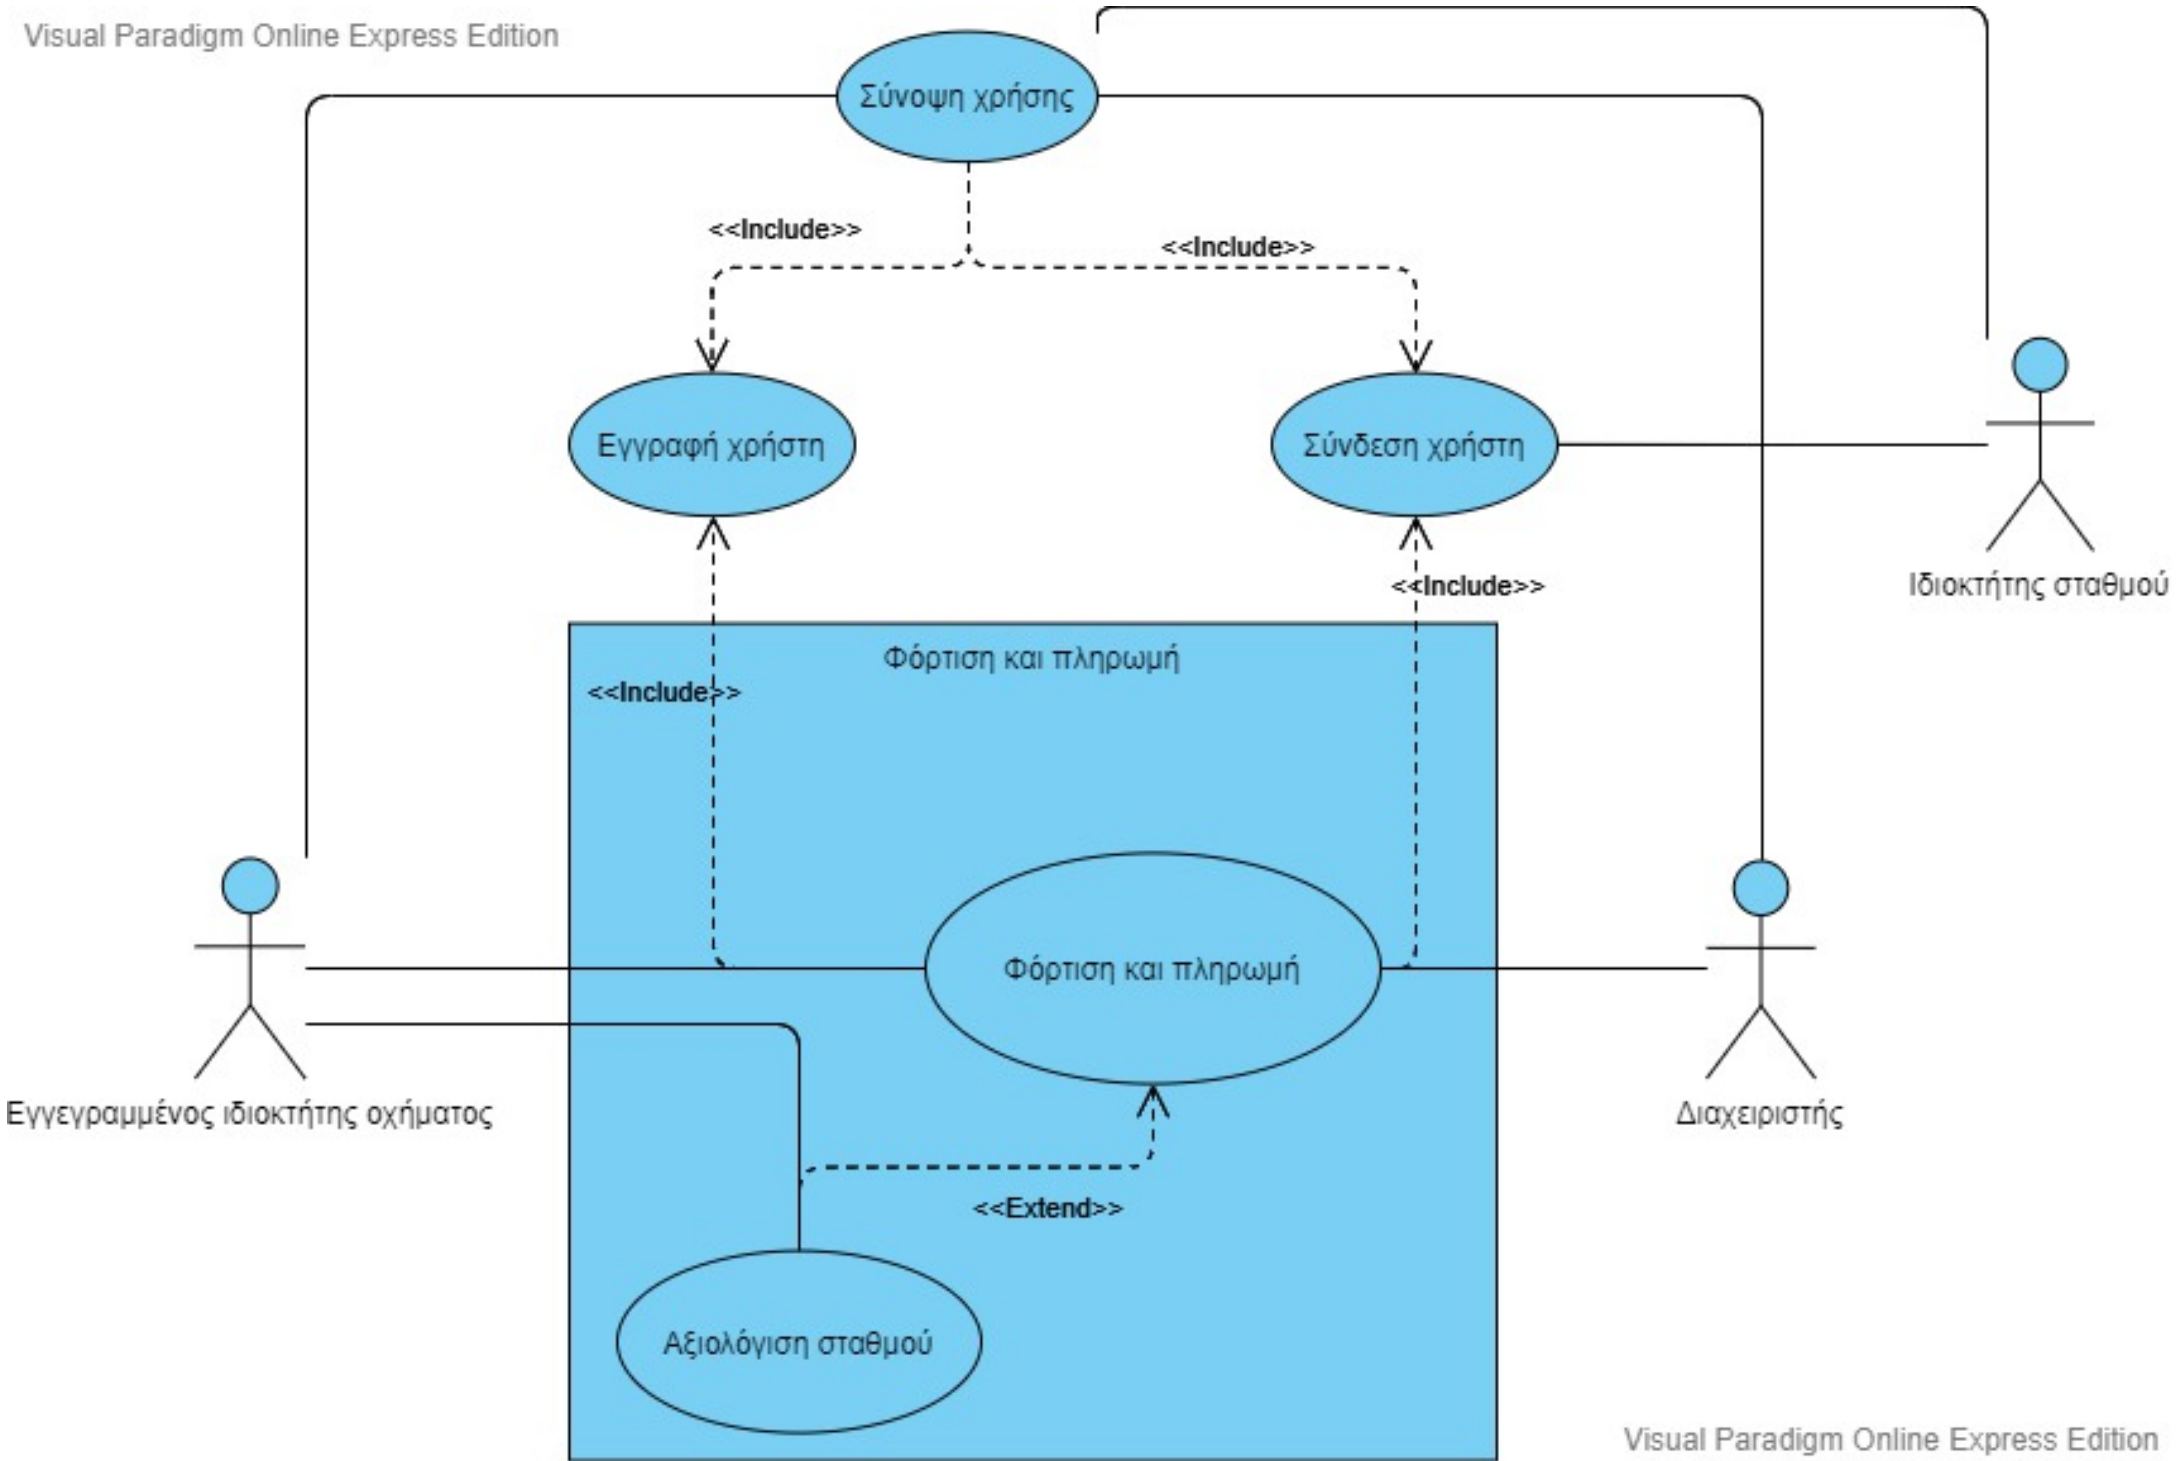 Visual Paradigm Online Express Edition
Σύνοψη χρήσης
<<Include>>
<<Include>>
Εγγραφή χρήστη
Σύνδεση χρήστη
<<Include>>
Ιδιοκτήτης σταθμού
Φόρτιση και πληρωμή
<<Include>>
Φόρτιση και πληρωμή
Εγγεγραμμένος ιδιοκτήτης οχήματος
Διαχειριστής
<<Extend>>
Αξιολόγιση σταθμού
Visual Paradigm Online Express Edition